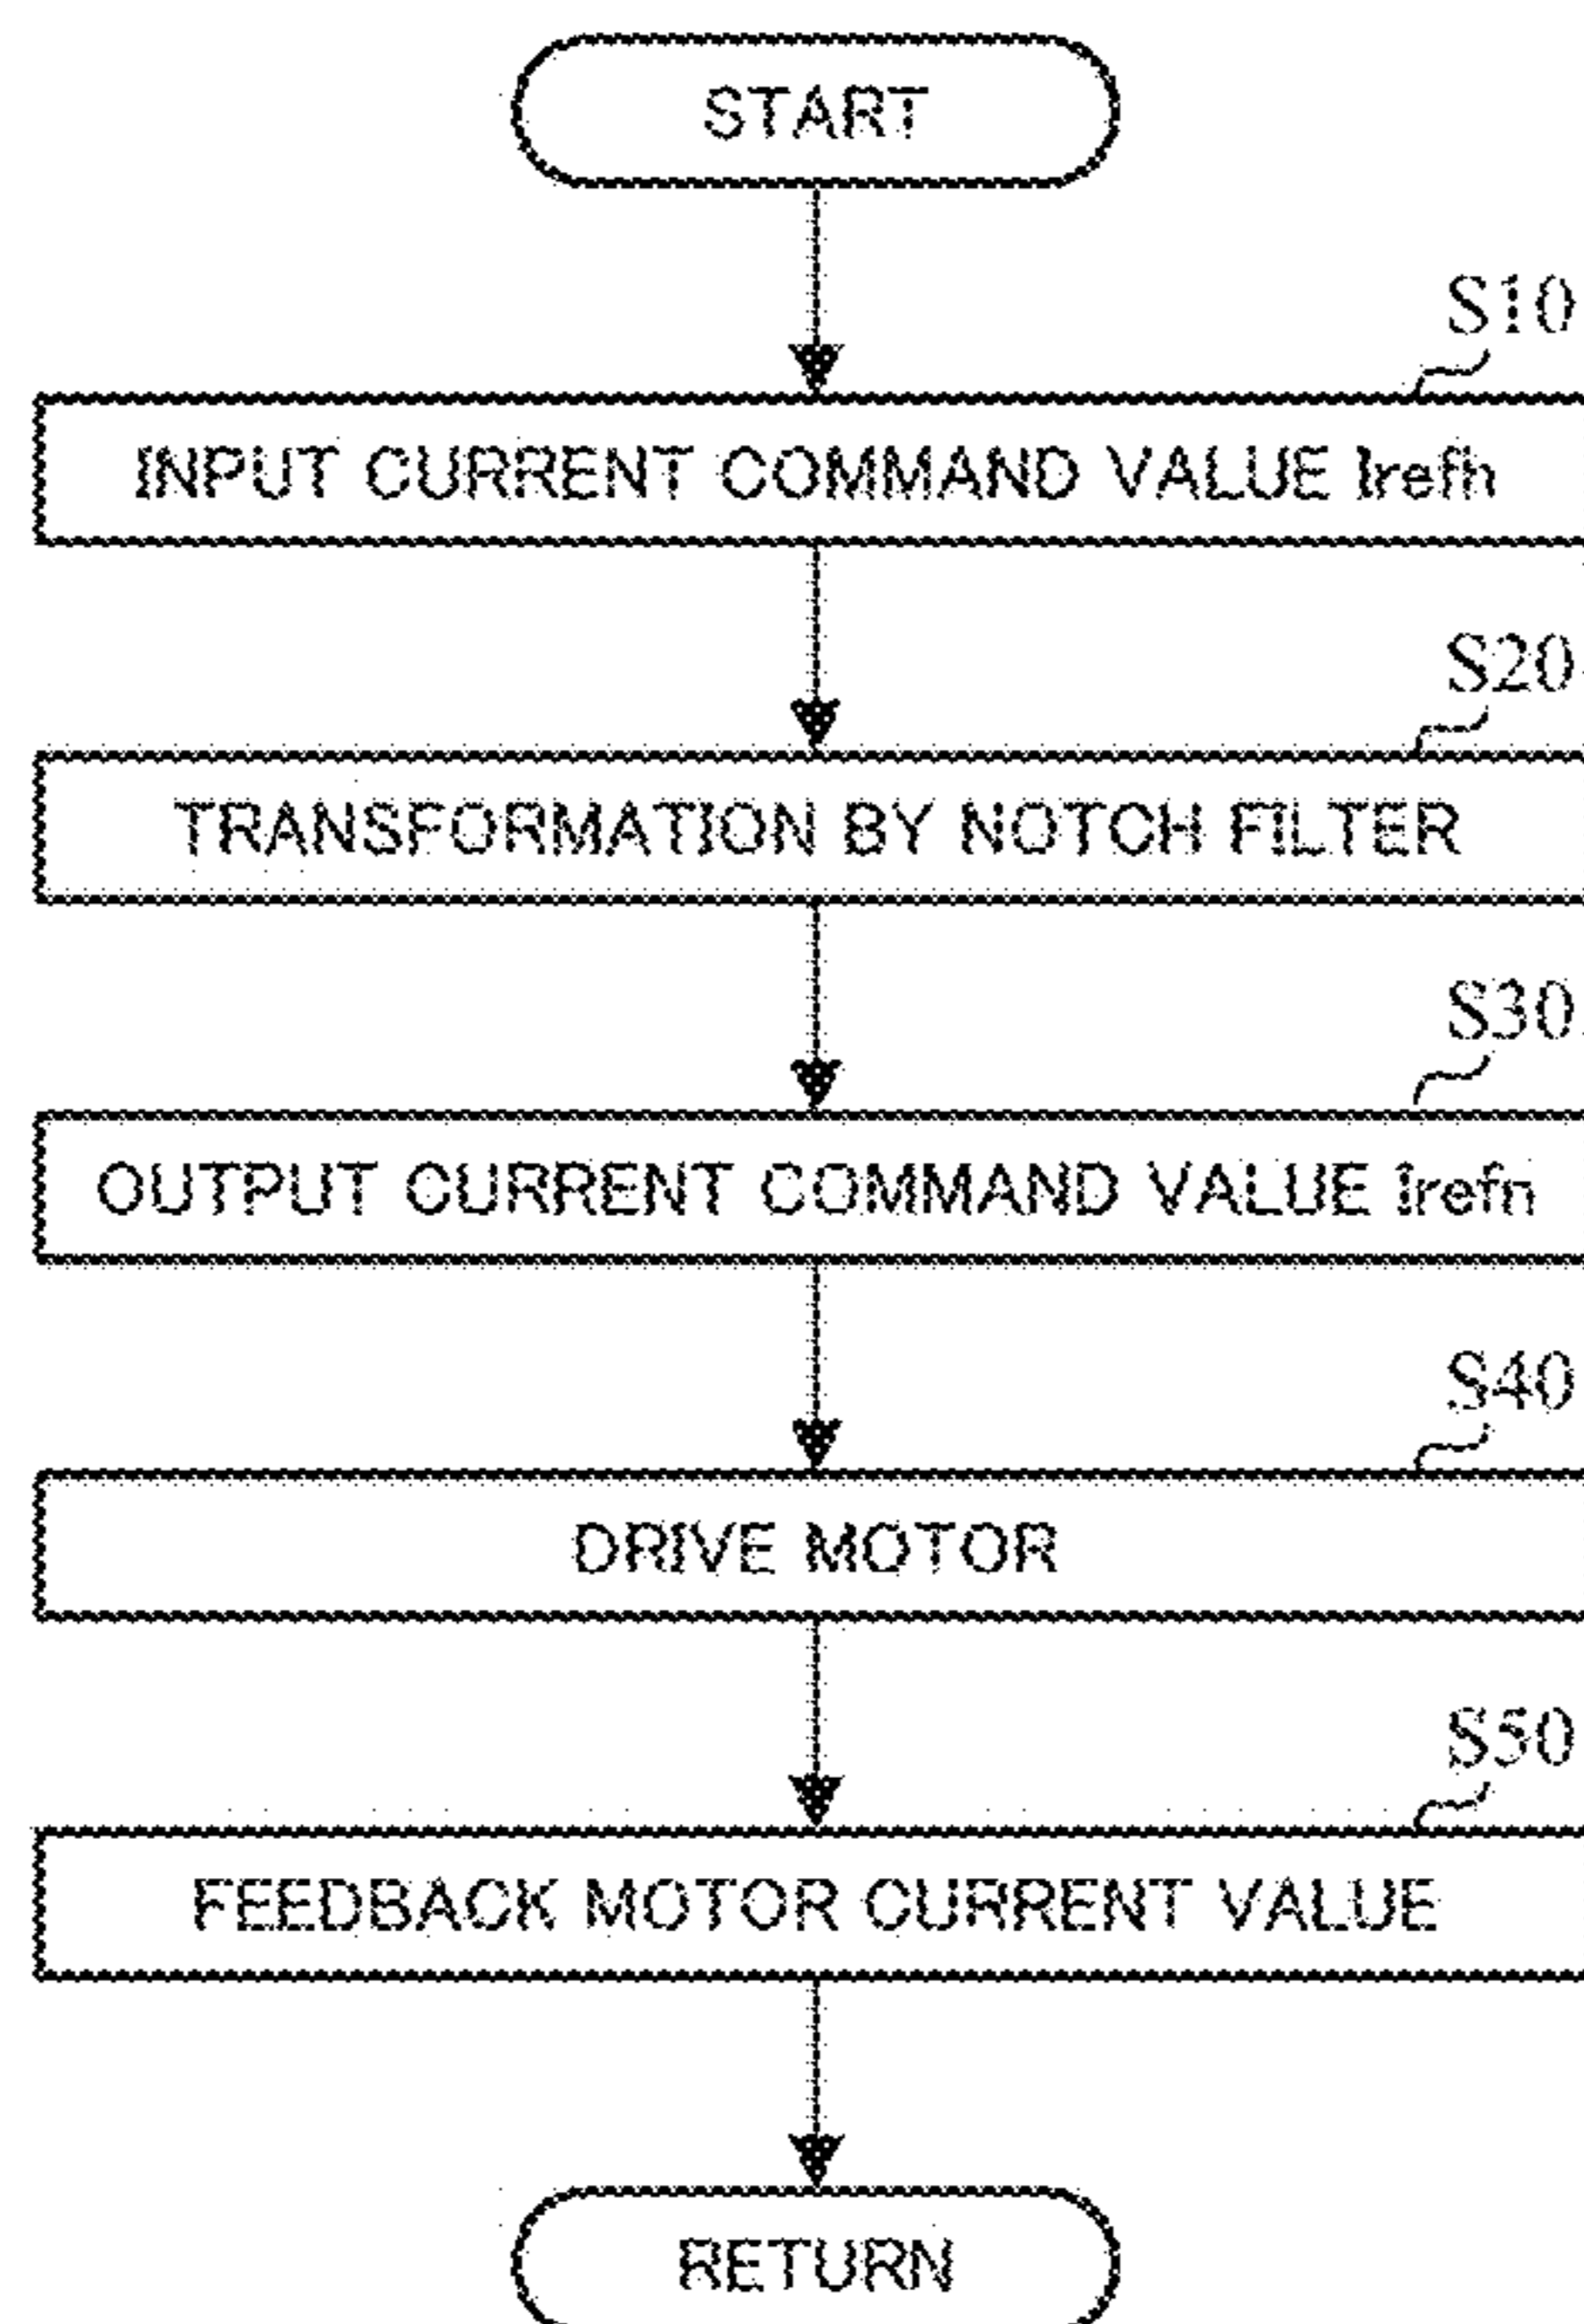 START
S10
INPUT CURRENT COMMAND VALUE Irefh
S20
TRANSFORMATION BY NOTCH FILTER
S30
OUTPUT CURRENT COMMAND VALUE Irefn
S40
DRIVE MOTOR
S50
FEEDBACK MOTOR CURRENT VALUE
RETURN